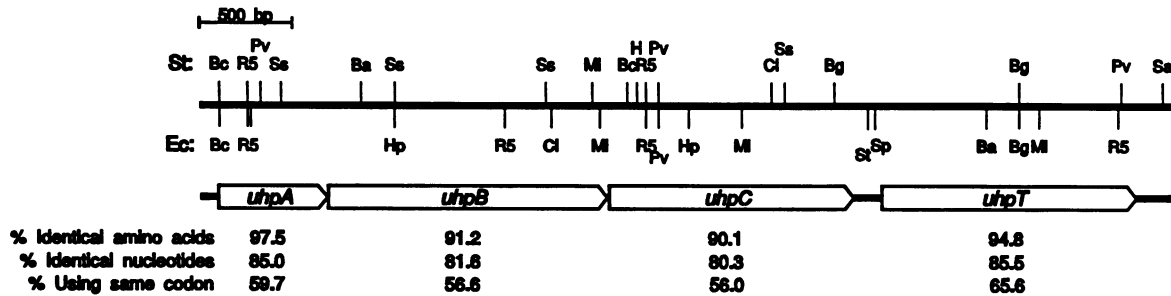 500 bp
Pv H Pv Ss
St: Bc R5 Ss Ba Ss Ss Ml Bc R5 Cl Bg Bg Pv Ss
Ec: Bc R5 Hp R5 Cl Ml R5 Hp Ml St Sp Ba Bg Ml R5
Pv
uhpA uhpB uhpC uhpT
% Identical amino acids 97.5 91.2 90.1 94.8
% Identical nucleotides 85.0 81.6 80.3 85.5
% Using same codon 59.7 56.6 56.0 65.6